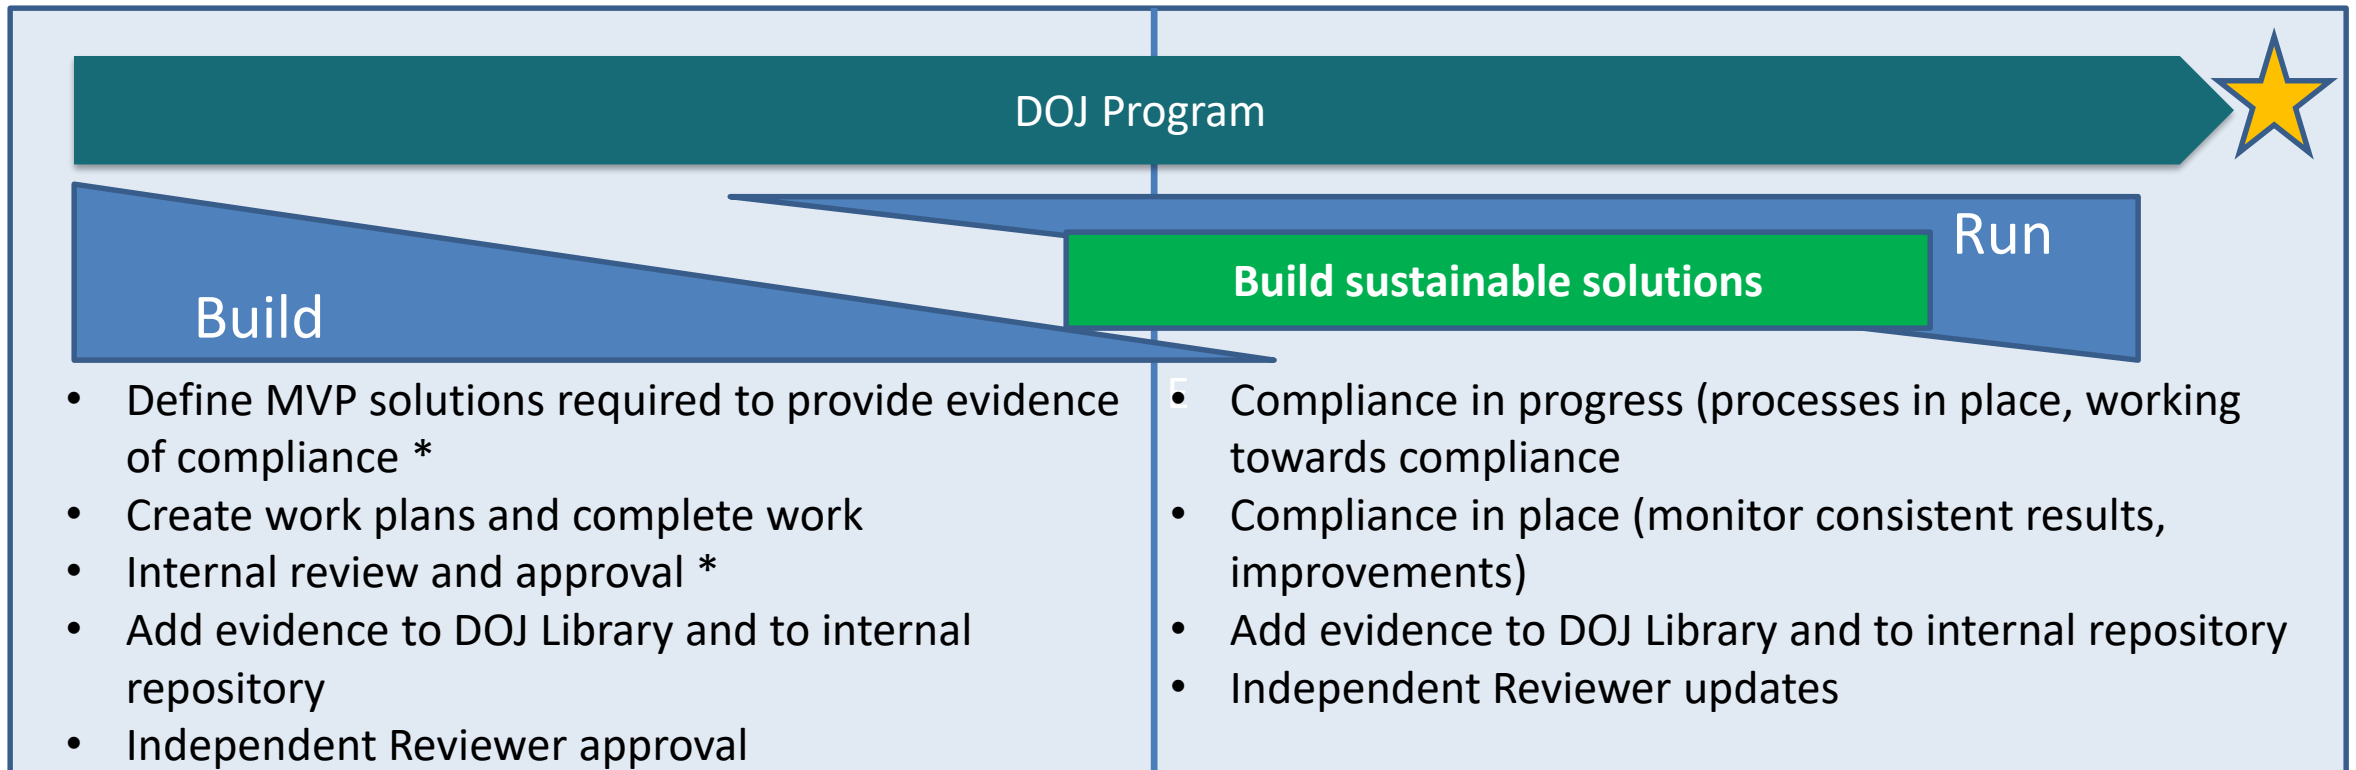 DOJ Program
Build
Run
Build sustainable solutions
• Define MVP solutions required to provide evidence
of compliance *
• Create work plans and complete work
• Internal review and approval *
• Add evidence to DOJ Library and to internal
repository
• Independent Reviewer approval
E
• Compliance in progress (processes in place, working
towards compliance
• Compliance in place (monitor consistent results,
improvements)
• Add evidence to DOJ Library and to internal repository
• Independent Reviewer updates